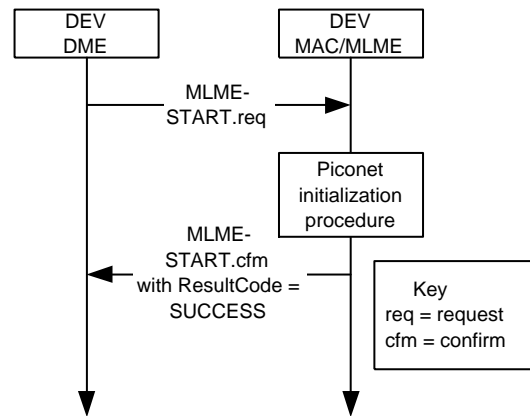 DEV
DME
DEV
MAC/MLME
MLME-
START.req
Piconet
initialization
procedure
MLME-
START.cfm
with ResultCode =
SUCCESS
Key
req = request
cfm = confirm